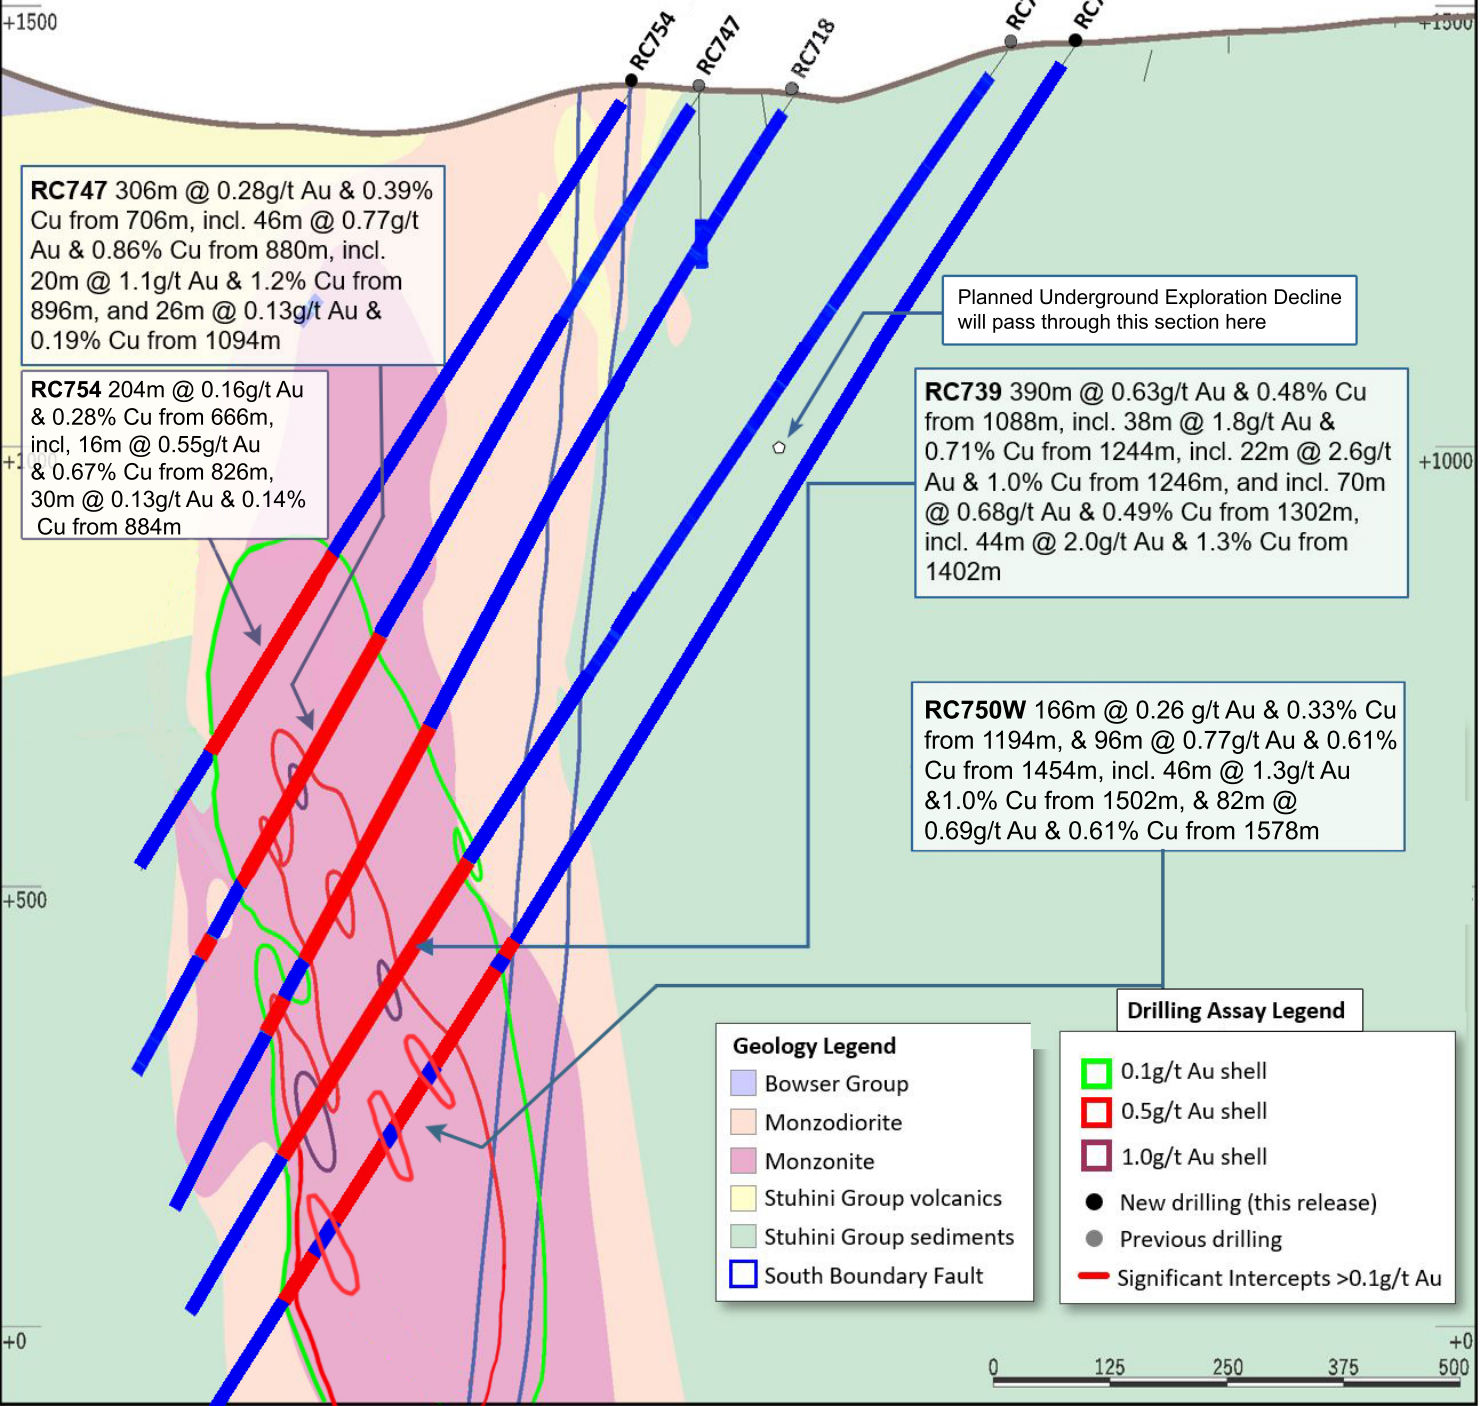 +1500
+1500
RC754
RC747
RC718
RC747 306m @ 0.28g/t Au & 0.39%
Cu from 706m, incl. 46m @ 0.77g/t
Au & 0.86% Cu from 880m, incl.
20m @ 1.1g/t Au & 1.2% Cu from
896m, and 26m @ 0.13g/t Au &
0.19% Cu from 1094m
Planned Underground Exploration Decline
will pass through this section here
RC754 204m @ 0.16g/t Au
& 0.28% Cu from 666m,
incl, 16m @ 0.55g/t Au
& 0.67% Cu from 826m,
30m @ 0.13g/t Au & 0.14%
Cu from 884m
RC739 390m @ 0.63g/t Au & 0.48% Cu
from 1088m, incl. 38m @ 1.8g/t Au &
0.71% Cu from 1244m, incl. 22m @ 2.6g/t
Au & 1.0% Cu from 1246m, and incl. 70m
@ 0.68g/t Au & 0.49% Cu from 1302m,
incl. 44m @ 2.0g/t Au & 1.3% Cu from
1402m
+1000
+1000
RC750W 166m @ 0.26 g/t Au & 0.33% Cu
from 1194m, & 96m @ 0.77g/t Au & 0.61%
Cu from 1454m, incl. 46m @ 1.3g/t Au
&1.0% Cu from 1502m, & 82m @
0.69g/t Au & 0.61% Cu from 1578m
+500
Geology Legend
Bowser Group
Monzodiorite
Monzonite
Stuhini Group volcanics
Stuhini Group sediments
South Boundary Fault
Drilling Assay Legend
0.1g/t Au shell
0.5g/t Au shell
1.0g/t Au shell
New drilling (this release)
Previous drilling
Significant Intercepts >0.1g/t Au
+0
+0
0 125 250 375 500